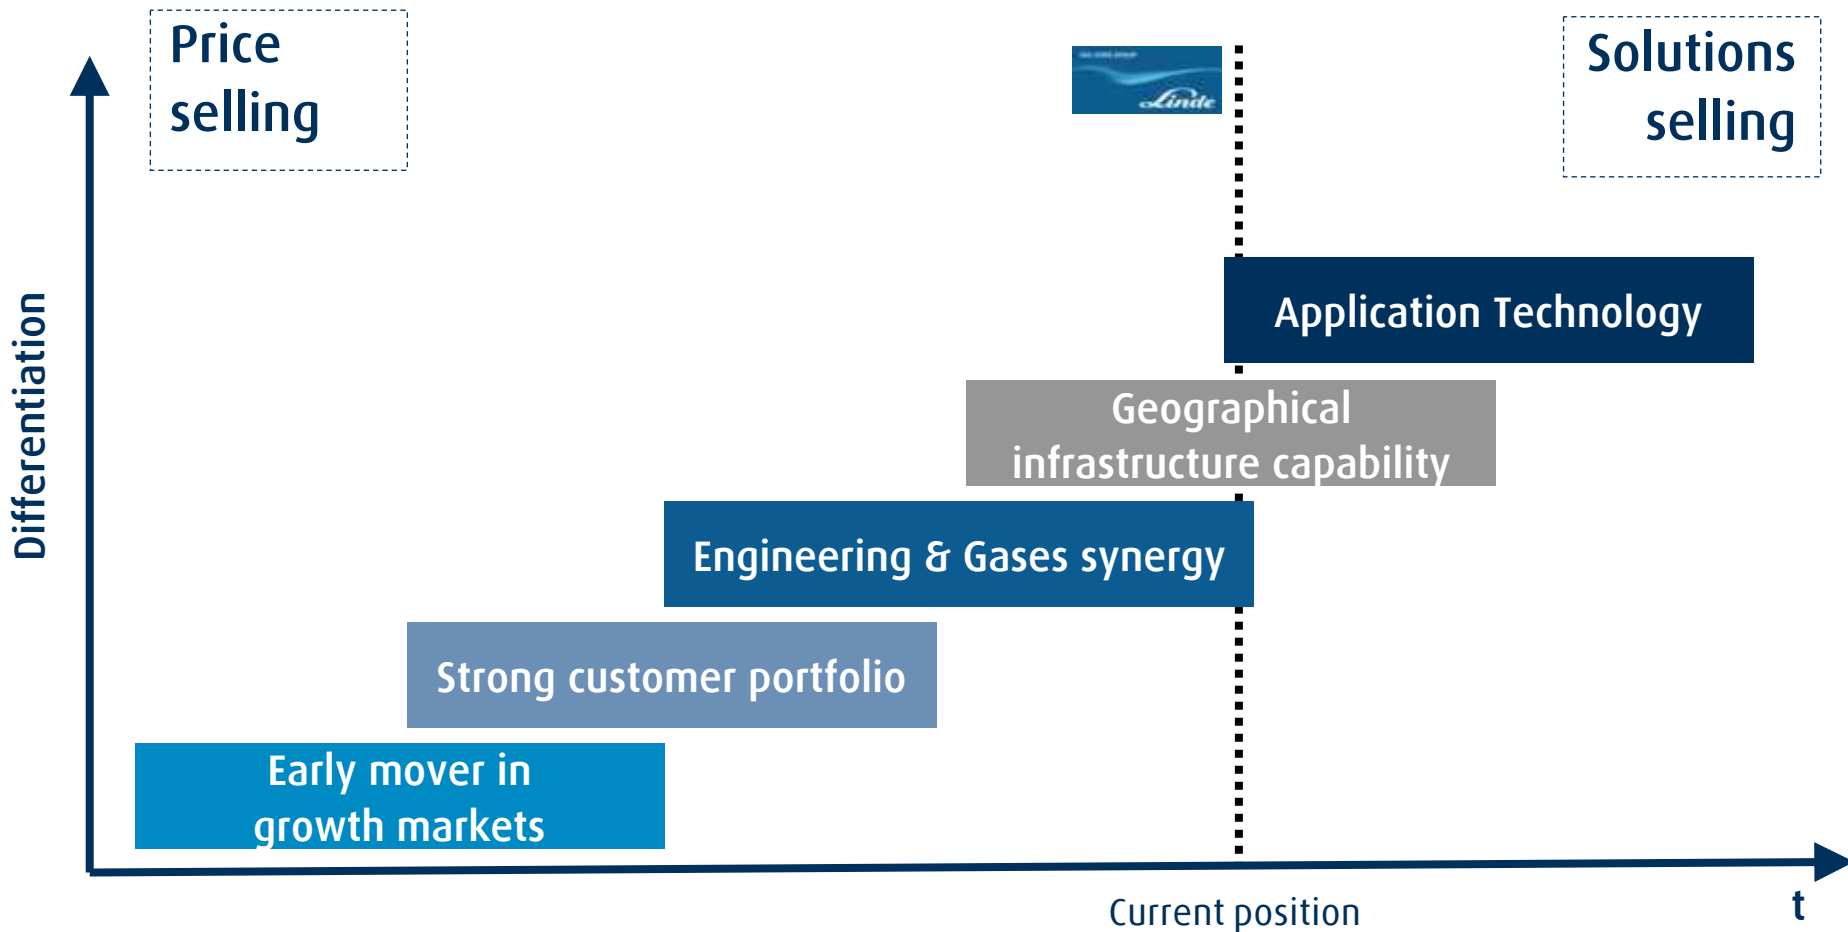 Price
selling
Linde
Solutions
selling
Differentiation
Application Technology
Geographical
infrastructure capability
Engineering & Gases synergy
Strong customer portfolio
Early mover in
growth markets
Current position
t